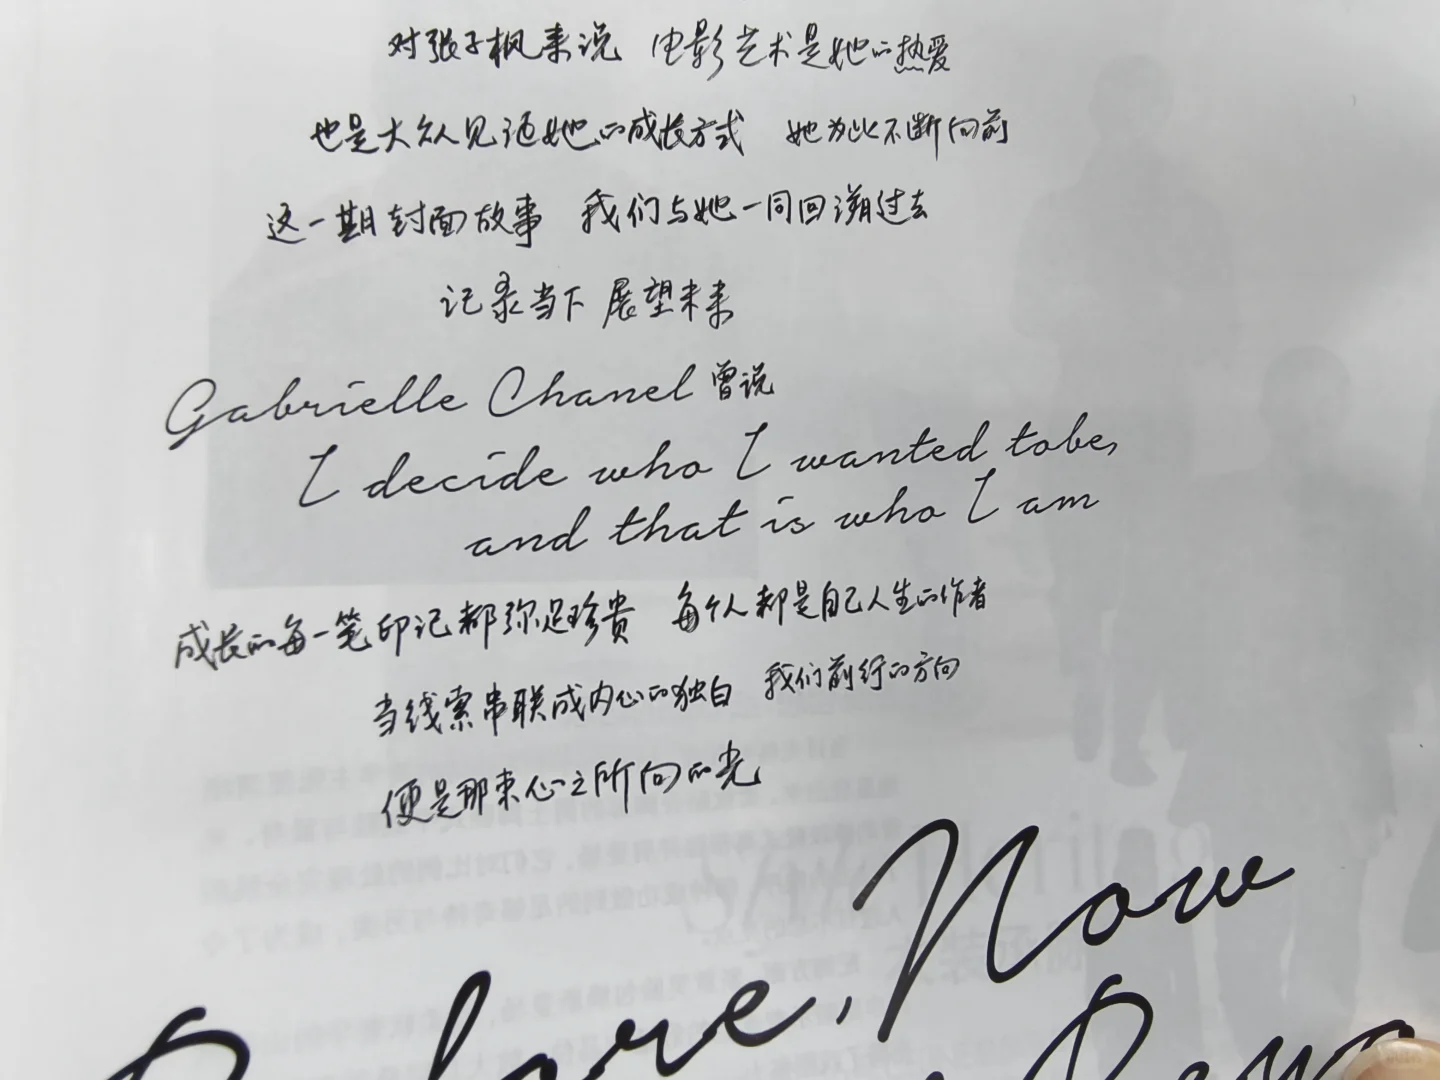 对张子枫来说 电影艺术是她的热爱
也是大众见证她的成长方式 她为此不断向前
这一期封面故事 我们与她一同回溯过去
记录当下 展望未来
Gabrielle Chanel 曾说
I decide who I wanted tobe,
and that is who I am
成长的每一笔印记都弥足珍贵 每个人都是自己人生的作者
当线索串联成内心的独白 我们前行的方向
便是那束心之所向的光
Now